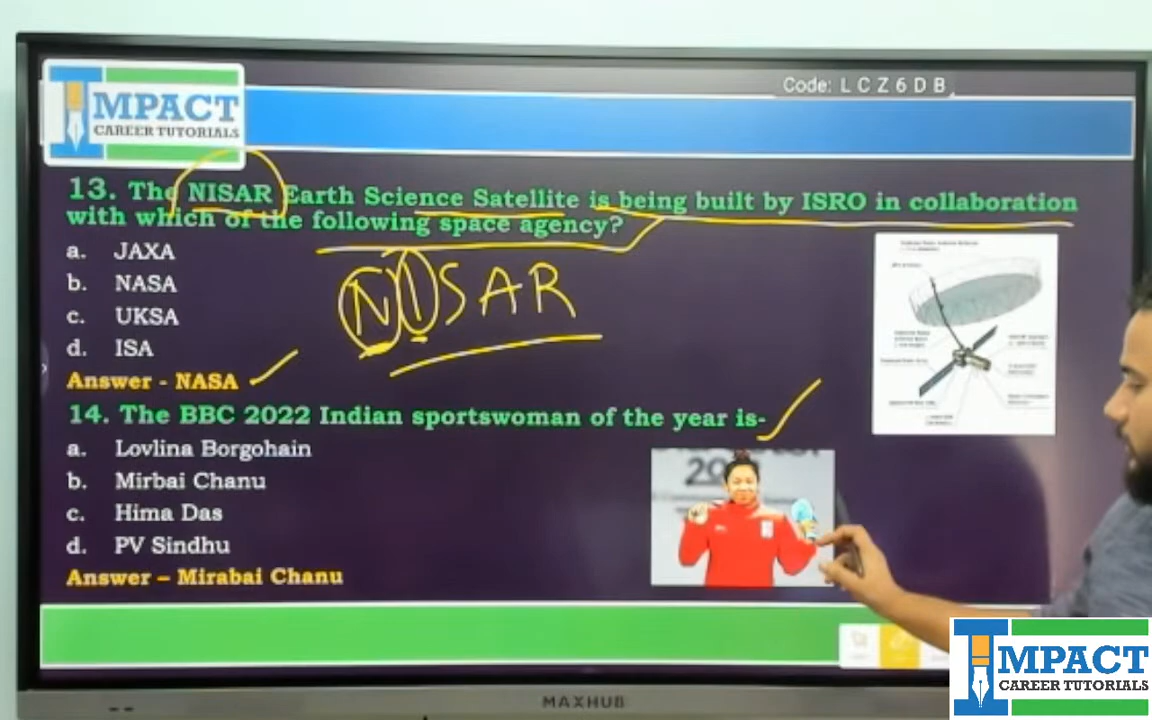 Code: L C Z 6 D B
IMPACT
CAREER TUTORIALS
13. The NISAR Earth Science Satellite is being built by ISRO in collaboration
with which of the following space agency?
a. JAXA
b. NASA
c. UKSA
d. ISA
NISAR
Answer - NASA
14. The BBC 2022 Indian sportswoman of the year is-
a. Lovlina Borgohain
b. Mirbai Chanu
c. Hima Das
d. PV Sindhu
Answer – Mirabai Chanu
MAXHUB
IMPACT
CAREER TUTORIALS